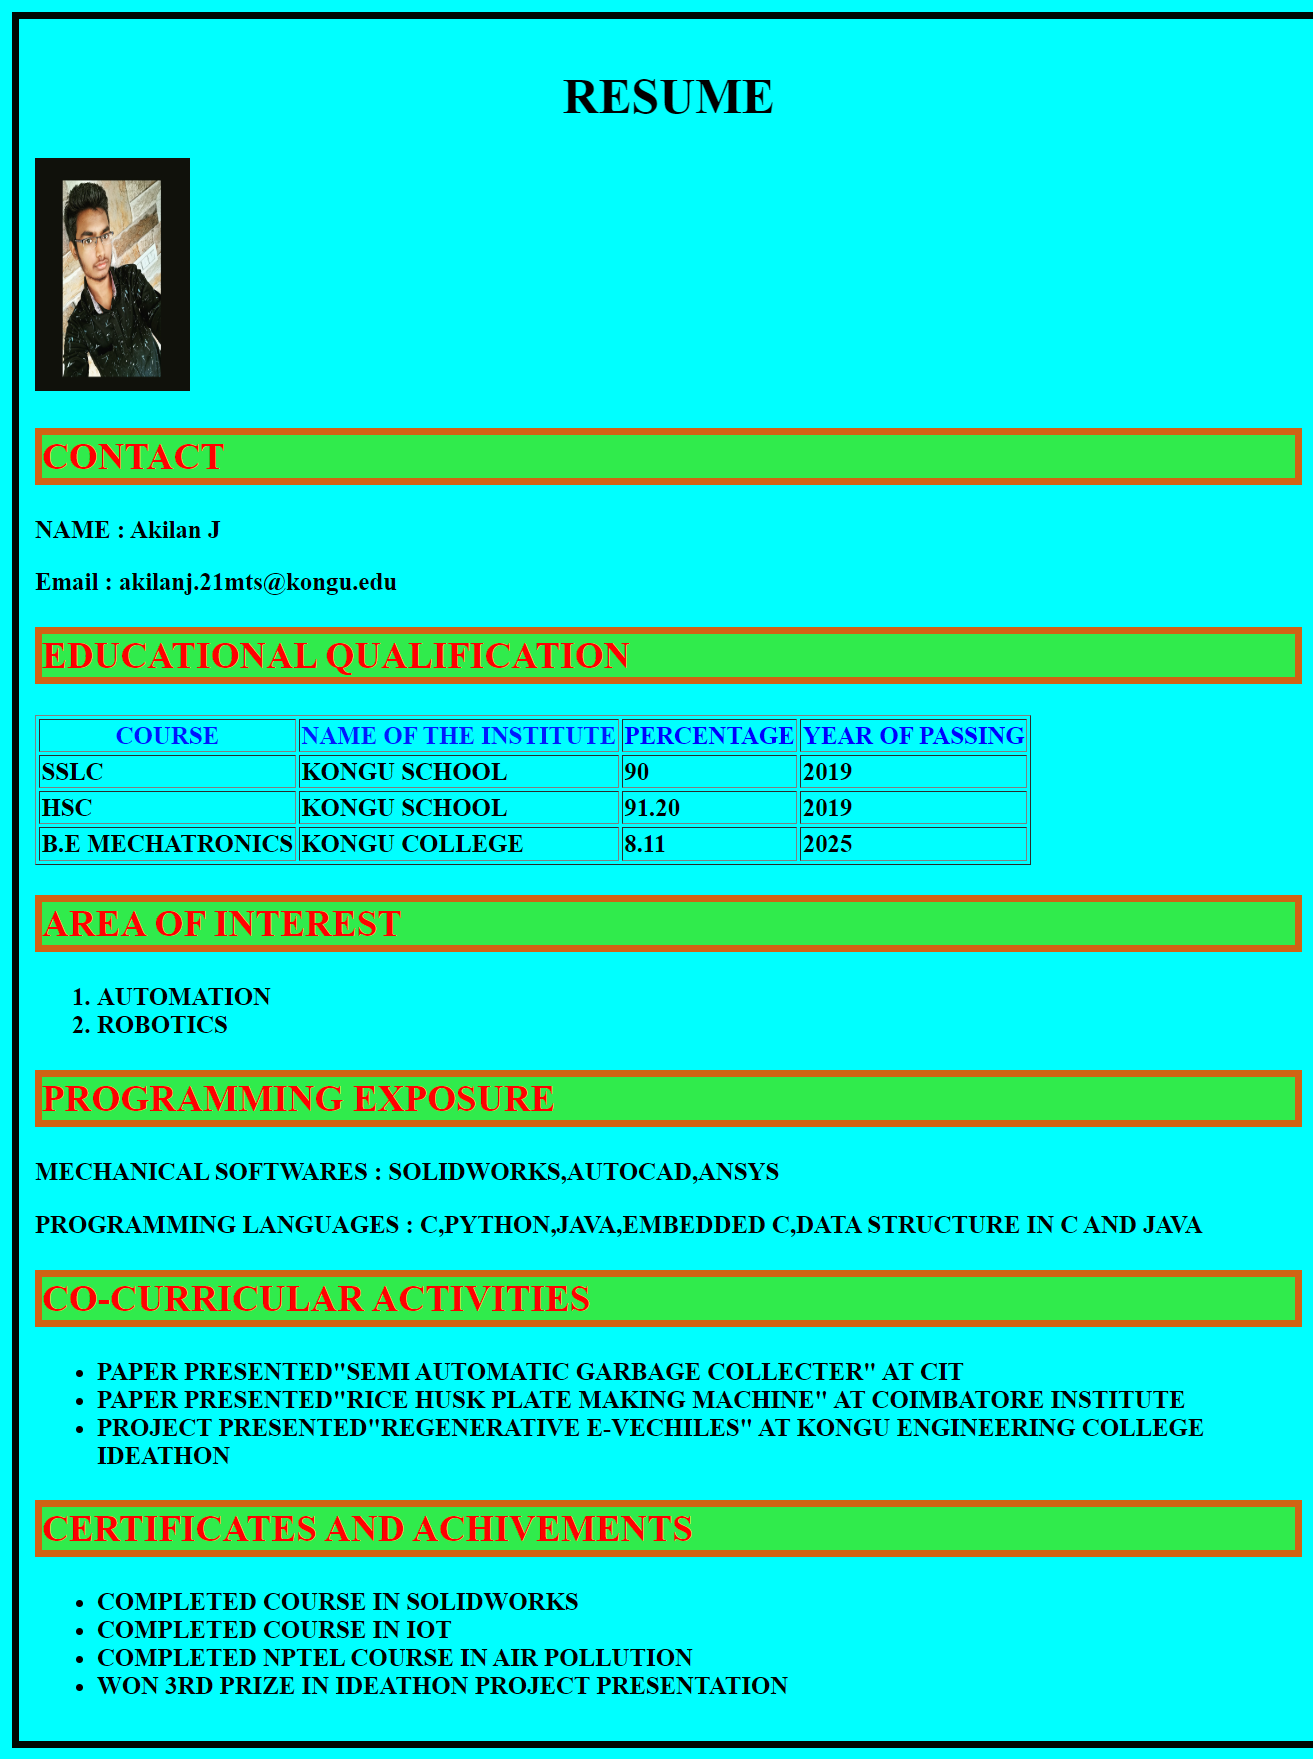 RESUME
CONTACT
NAME : Akilan J
Email : akilanj.21mts@kongu.edu
EDUCATIONAL QUALIFICATION
COURSE NAME OF THE INSTITUTE PERCENTAGE YEAR OF PASSING
SSLC KONGU SCHOOL 90 2019
HSC KONGU SCHOOL 91.20 2019
B.E MECHATRONICS KONGU COLLEGE 8.11 2025
AREA OF INTEREST
1. AUTOMATION
2. ROBOTICS
PROGRAMMING EXPOSURE
MECHANICAL SOFTWARES : SOLIDWORKS,AUTOCAD,ANSYS
PROGRAMMING LANGUAGES : C,PYTHON,JAVA,EMBEDDED C,DATA STRUCTURE IN C AND JAVA
CO-CURRICULAR ACTIVITIES
• PAPER PRESENTED"SEMI AUTOMATIC GARBAGE COLLECTER" AT CIT
• PAPER PRESENTED"RICE HUSK PLATE MAKING MACHINE" AT COIMBATORE INSTITUTE
• PROJECT PRESENTED"REGENERATIVE E-VECHILES" AT KONGU ENGINEERING COLLEGE
IDEATHON
CERTIFICATES AND ACHIVEMENTS
• COMPLETED COURSE IN SOLIDWORKS
• COMPLETED COURSE IN IOT
• COMPLETED NPTEL COURSE IN AIR POLLUTION
• WON 3RD PRIZE IN IDEATHON PROJECT PRESENTATION